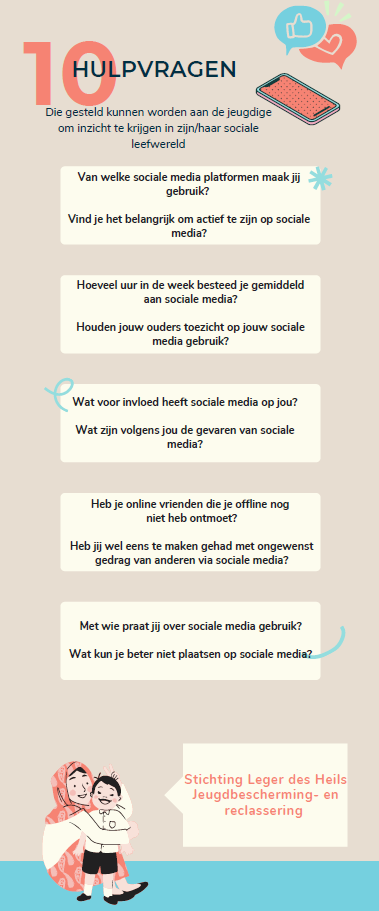 10
HULPVRAGEN
Die gesteld kunnen worden aan de jeugdige
om inzicht te krijgen in zijn/haar sociale
leefwereld
Van welke sociale media platformen maak jij
gebruik?
Vind je het belangrijk om actief te zijn op sociale
media?
Hoeveel uur in de week besteed je gemiddeld
aan sociale media?
Houden jouw ouders toezicht op jouw sociale
media gebruik?
Wat voor invloed heeft sociale media op jou?
Wat zijn volgens jou de gevaren van sociale
media?
Heb je online vrienden die je offline nog
niet heb ontmoet?
Heb jij wel eens te maken gehad met ongewenst
gedrag van anderen via sociale media?
Met wie praat jij over sociale media gebruik?
Wat kun je beter niet plaatsen op sociale media?
Stichting Leger des Heils
Jeugdbescherming- en
reclassering